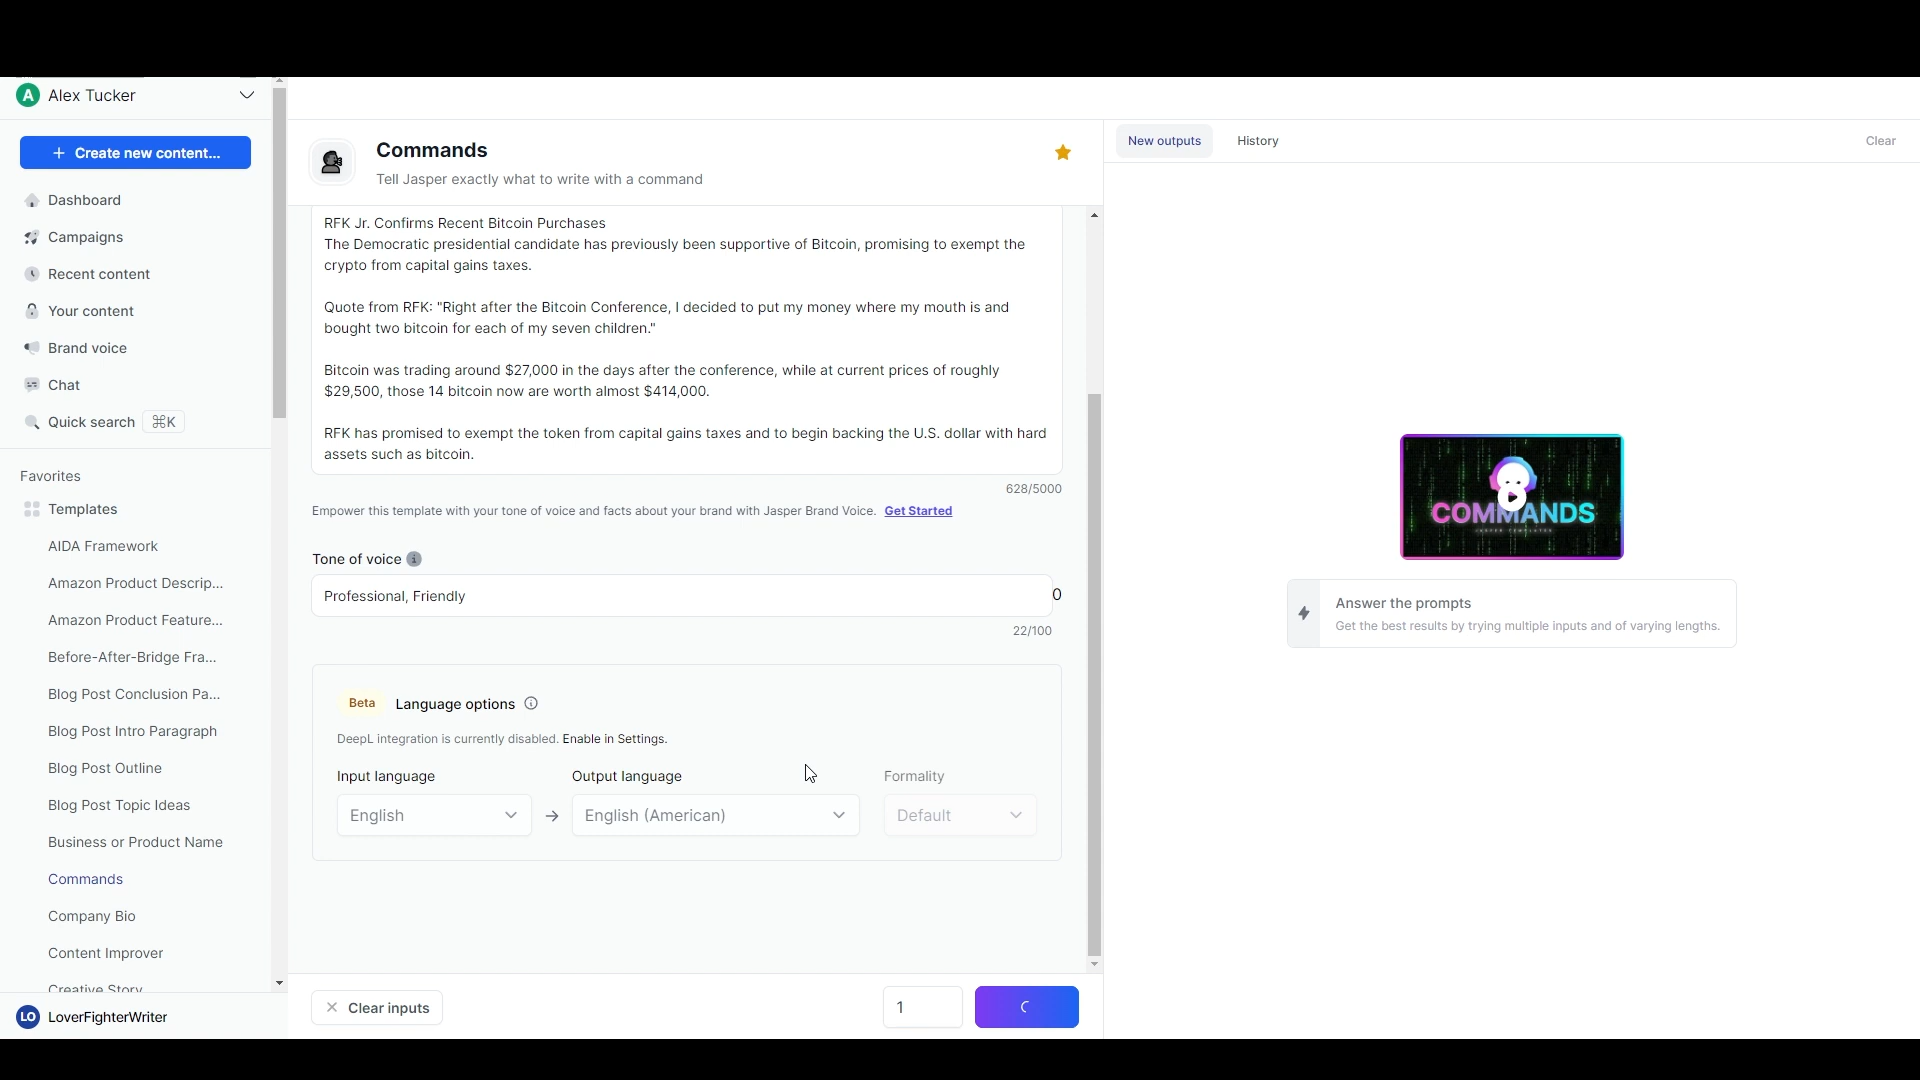 A Alex Tucker
+ Create new content...
Dashboard
Campaigns
Recent content
Your content
Brand voice
Chat
Quick search ⌘K
Favorites
Templates
AIDA Framework
Amazon Product Descrip...
Amazon Product Feature...
Before-After-Bridge Fra...
Blog Post Conclusion Pa...
Blog Post Intro Paragraph
Blog Post Outline
Blog Post Topic Ideas
Business or Product Name
Commands
Company Bio
Content Improver
Creative Story
LO LoverFighterWriter
Commands
Tell Jasper exactly what to write with a command
RFK Jr. Confirms Recent Bitcoin Purchases
The Democratic presidential candidate has previously been supportive of Bitcoin, promising to exempt the
crypto from capital gains taxes.
Quote from RFK: "Right after the Bitcoin Conference, I decided to put my money where my mouth is and
bought two bitcoin for each of my seven children."
Bitcoin was trading around $27,000 in the days after the conference, while at current prices of roughly
$29,500, those 14 bitcoin now are worth almost $414,000.
RFK has promised to exempt the token from capital gains taxes and to begin backing the U.S. dollar with hard
assets such as bitcoin.
628/5000
Empower this template with your tone of voice and facts about your brand with Jasper Brand Voice. Get Started
Tone of voice
Professional, Friendly
0
22/100
Beta Language options
DeepL integration is currently disabled. Enable in Settings.
Input language Output language Formality
English → English (American) Default
Clear inputs
1
New outputs History Clear
COMMANDS
JASPER TEMPLATES
Answer the prompts
Get the best results by trying multiple inputs and of varying lengths.